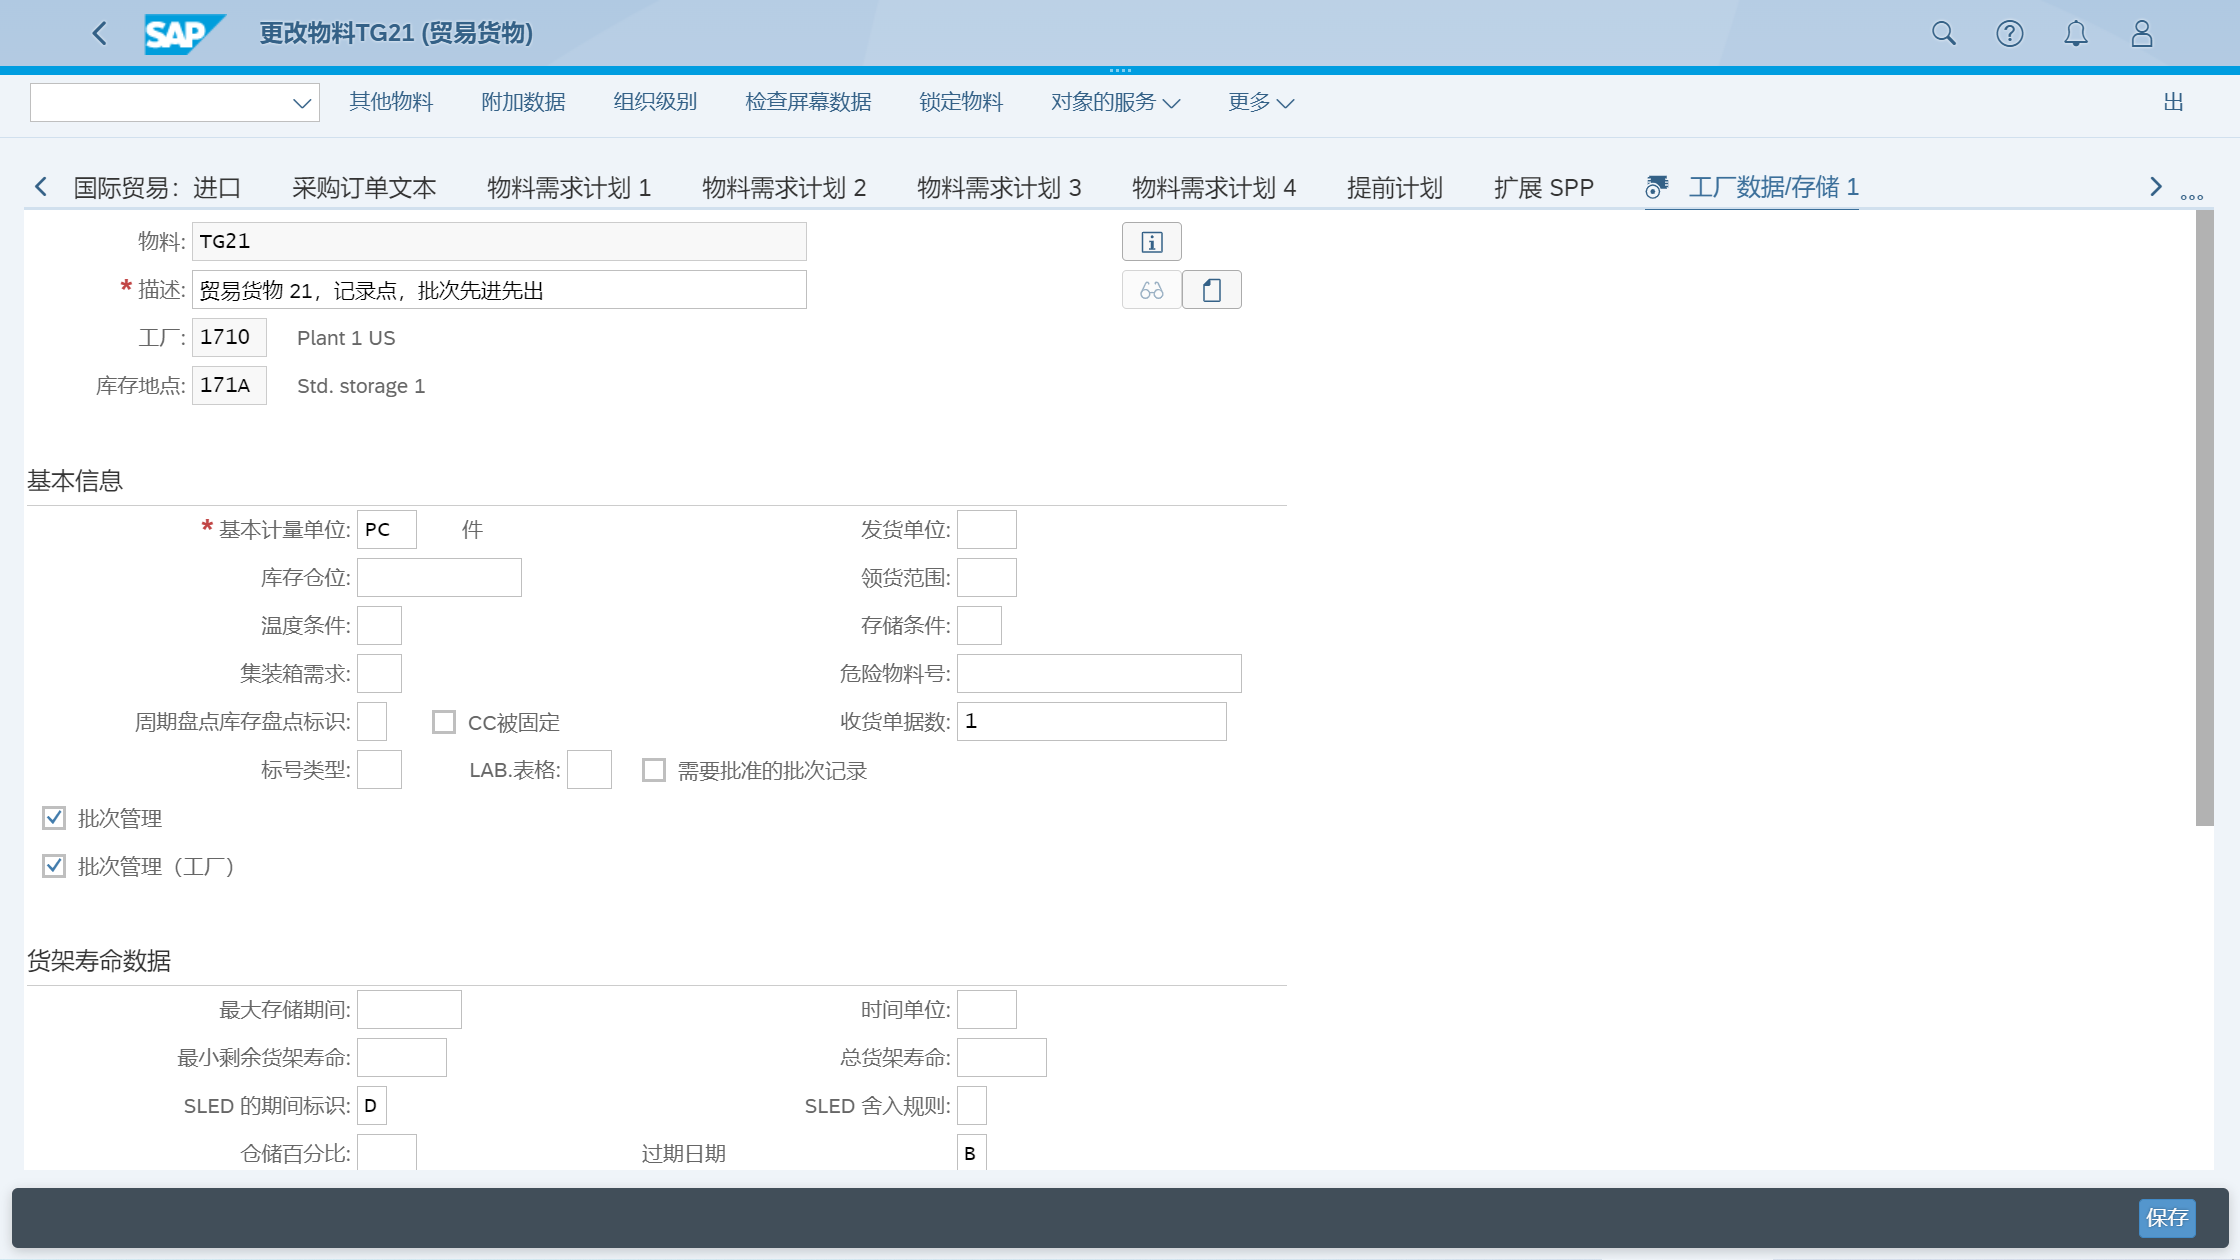 SAP 更改物料TG21 (贸易货物)
其他物料 附加数据 组织级别 检查屏幕数据 锁定物料 对象的服务 更多 出
国际贸易：进口 采购订单文本 物料需求计划 1 物料需求计划 2 物料需求计划 3 物料需求计划 4 提前计划 扩展 SPP 工厂数据/存储 1
物料: TG21
* 描述: 贸易货物 21，记录点，批次先进先出
工厂: 1710 Plant 1 US
库存地点: 171A Std. storage 1
基本信息
* 基本计量单位: PC 件 发货单位:
库存仓位: 领货范围:
温度条件: 存储条件:
集装箱需求: 危险物料号:
周期盘点库存盘点标识: CC被固定 收货单据数: 1
标号类型: LAB.表格: 需要批准的批次记录
批次管理
批次管理（工厂）
货架寿命数据
最大存储期间: 时间单位:
最小剩余货架寿命: 总货架寿命:
SLED 的期间标识: D SLED 舍入规则:
仓储百分比: 过期日期 B
保存